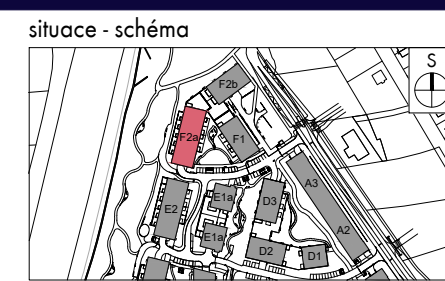 situace - schéma
S
F2b
F2a
F1
A3
E2
E1a
D3
E1a
A2
D2
D1